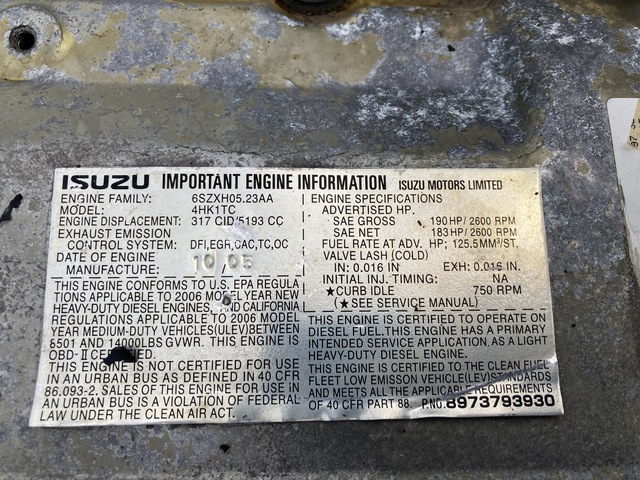 ISUZU IMPORTANT ENGINE INFORMATION ISUZU MOTORS LIMITED
ENGINE FAMILY: 6SZXH05.23AA
MODEL: 4HK1TC
ENGINE DISPLACEMENT: 317 CID/5193 CC
EXHAUST EMISSION
CONTROL SYSTEM: DFI,EGR,CAC,TC,OC
DATE OF ENGINE
MANUFACTURE: 10 05
THIS ENGINE CONFORMS TO U.S. EPA REGULA
TIONS APPLICABLE TO 2006 MODEL YEAR NEW
HEAVY-DUTY DIESEL ENGINES, AND CALIFORNIA
REGULATIONS APPLICABLE TO 2006 MODEL
YEAR MEDIUM-DUTY VEHICLES(ULEV)BETWEEN
6501 AND 14000LBS GVWR. THIS ENGINE IS
OBD-II CERTIFIED.
THIS ENGINE IS NOT CERTIFIED FOR USE
IN AN URBAN BUS AS DEFINED IN 40 CFR
86.093-2. SALES OF THIS ENGINE FOR USE IN
AN URBAN BUS IS A VIOLATION OF FEDERAL
LAW UNDER THE CLEAN AIR ACT.
ENGINE SPECIFICATIONS
ADVERTISED HP.
SAE GROSS 190 HP/ 2600 RPM
SAE NET 183 HP/ 2600 RPM
FUEL RATE AT ADV. HP: 125.5MM³/ST.
VALVE LASH (COLD)
IN: 0.016 IN. EXH: 0.016 IN.
INITIAL INJ. TIMING: NA
★CURB IDLE 750 RPM
(★SEE SERVICE MANUAL)
THIS ENGINE IS CERTIFIED TO OPERATE ON
DIESEL FUEL.THIS ENGINE HAS A PRIMARY
INTENDED SERVICE APPLICATION. AS A LIGHT
HEAVY-DUTY DIESEL ENGINE.
THIS ENGINE IS CERTIFIED TO THE CLEAN FUEL
FLEET LOW EMISSON VEHICLE(LEV)STANDARDS
AND MEETS ALL THE APPLICABLE REQUIREMENTS
OF 40 CFR PART 88. P.NO.8973793930